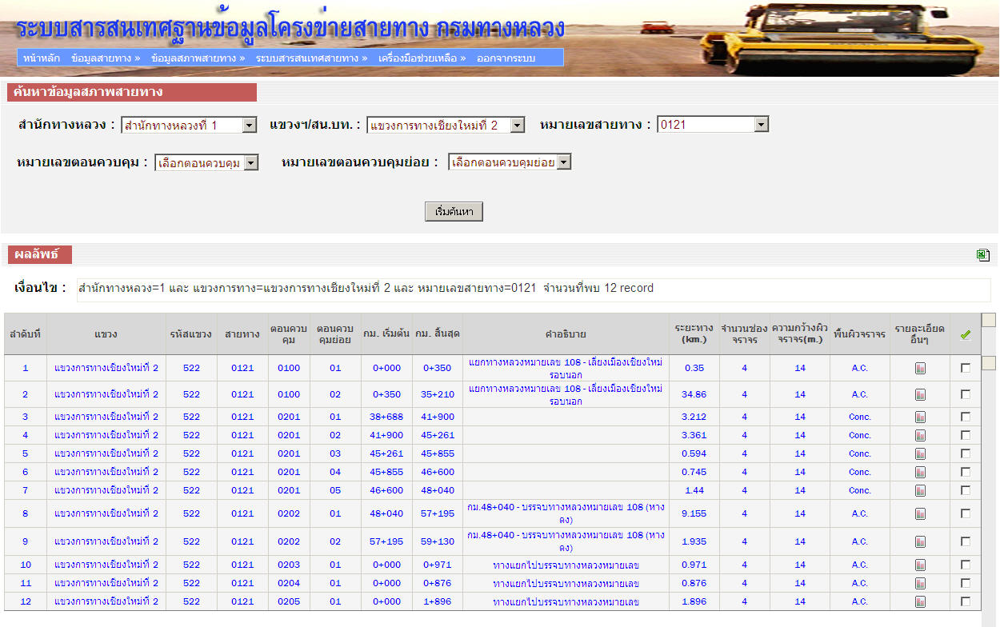 ระบบสารสนเทศฐานข้อมูลโครงข่ายสายทาง กรมทางหลวง
หน้าหลัก ข้อมูลสายทาง » ข้อมูลสภาพสายทาง » ระบบสารสนเทศสายทาง » เครื่องมือช่วยเหลือ » ออกจากระบบ
ค้นหาข้อมูลสภาพสายทาง
สำนักทางหลวง : สำนักทางหลวงที่ 1 แขวงฯ/สน.บท. : แขวงการทางเชียงใหม่ที่ 2 หมายเลขสายทาง : 0121
หมายเลขตอนควบคุม : เลือกตอนควบคุม หมายเลขตอนควบคุมย่อย : เลือกตอนควบคุมย่อย
เริ่มค้นหา
ผลลัพธ์
เงื่อนไข : สำนักทางหลวง=1 และ แขวงการทาง=แขวงการทางเชียงใหม่ที่ 2 และ หมายเลขสายทาง=0121 จำนวนที่พบ 12 record
ลำดับที่ แขวง รหัสแขวง สายทาง ตอนควบคุม ตอนควบคุมย่อย กม. เริ่มต้น กม. สิ้นสุด คำอธิบาย ระยะทาง (km.) จำนวนช่องจราจร ความกว้างผิวจราจร(m.) พื้นผิวจราจร รายละเอียดอื่นๆ
1 แขวงการทางเชียงใหม่ที่ 2 522 0121 0100 01 0+000 0+350 แยกทางหลวงหมายเลข 108 - เลี่ยงเมืองเชียงใหม่รอบนอก 0.35 4 14 A.C.
2 แขวงการทางเชียงใหม่ที่ 2 522 0121 0100 02 0+350 35+210 แยกทางหลวงหมายเลข 108 - เลี่ยงเมืองเชียงใหม่รอบนอก 34.86 4 14 A.C.
3 แขวงการทางเชียงใหม่ที่ 2 522 0121 0201 01 38+688 41+900 3.212 4 14 Conc.
4 แขวงการทางเชียงใหม่ที่ 2 522 0121 0201 02 41+900 45+261 3.361 4 14 Conc.
5 แขวงการทางเชียงใหม่ที่ 2 522 0121 0201 03 45+261 45+855 0.594 4 14 Conc.
6 แขวงการทางเชียงใหม่ที่ 2 522 0121 0201 04 45+855 46+600 0.745 4 14 Conc.
7 แขวงการทางเชียงใหม่ที่ 2 522 0121 0201 05 46+600 48+040 1.44 4 14 Conc.
8 แขวงการทางเชียงใหม่ที่ 2 522 0121 0202 01 48+040 57+195 กม.48+040 - บรรจบทางหลวงหมายเลข 108 (หางดง) 9.155 4 14 A.C.
9 แขวงการทางเชียงใหม่ที่ 2 522 0121 0202 02 57+195 59+130 กม.48+040 - บรรจบทางหลวงหมายเลข 108 (หางดง) 1.935 4 14 A.C.
10 แขวงการทางเชียงใหม่ที่ 2 522 0121 0203 01 0+000 0+971 ทางแยกไปบรรจบทางหลวงหมายเลข 0.971 4 14 A.C.
11 แขวงการทางเชียงใหม่ที่ 2 522 0121 0204 01 0+000 0+876 ทางแยกไปบรรจบทางหลวงหมายเลข 0.876 4 14 A.C.
12 แขวงการทางเชียงใหม่ที่ 2 522 0121 0205 01 0+000 1+896 ทางแยกไปบรรจบทางหลวงหมายเลข 1.896 4 14 A.C.